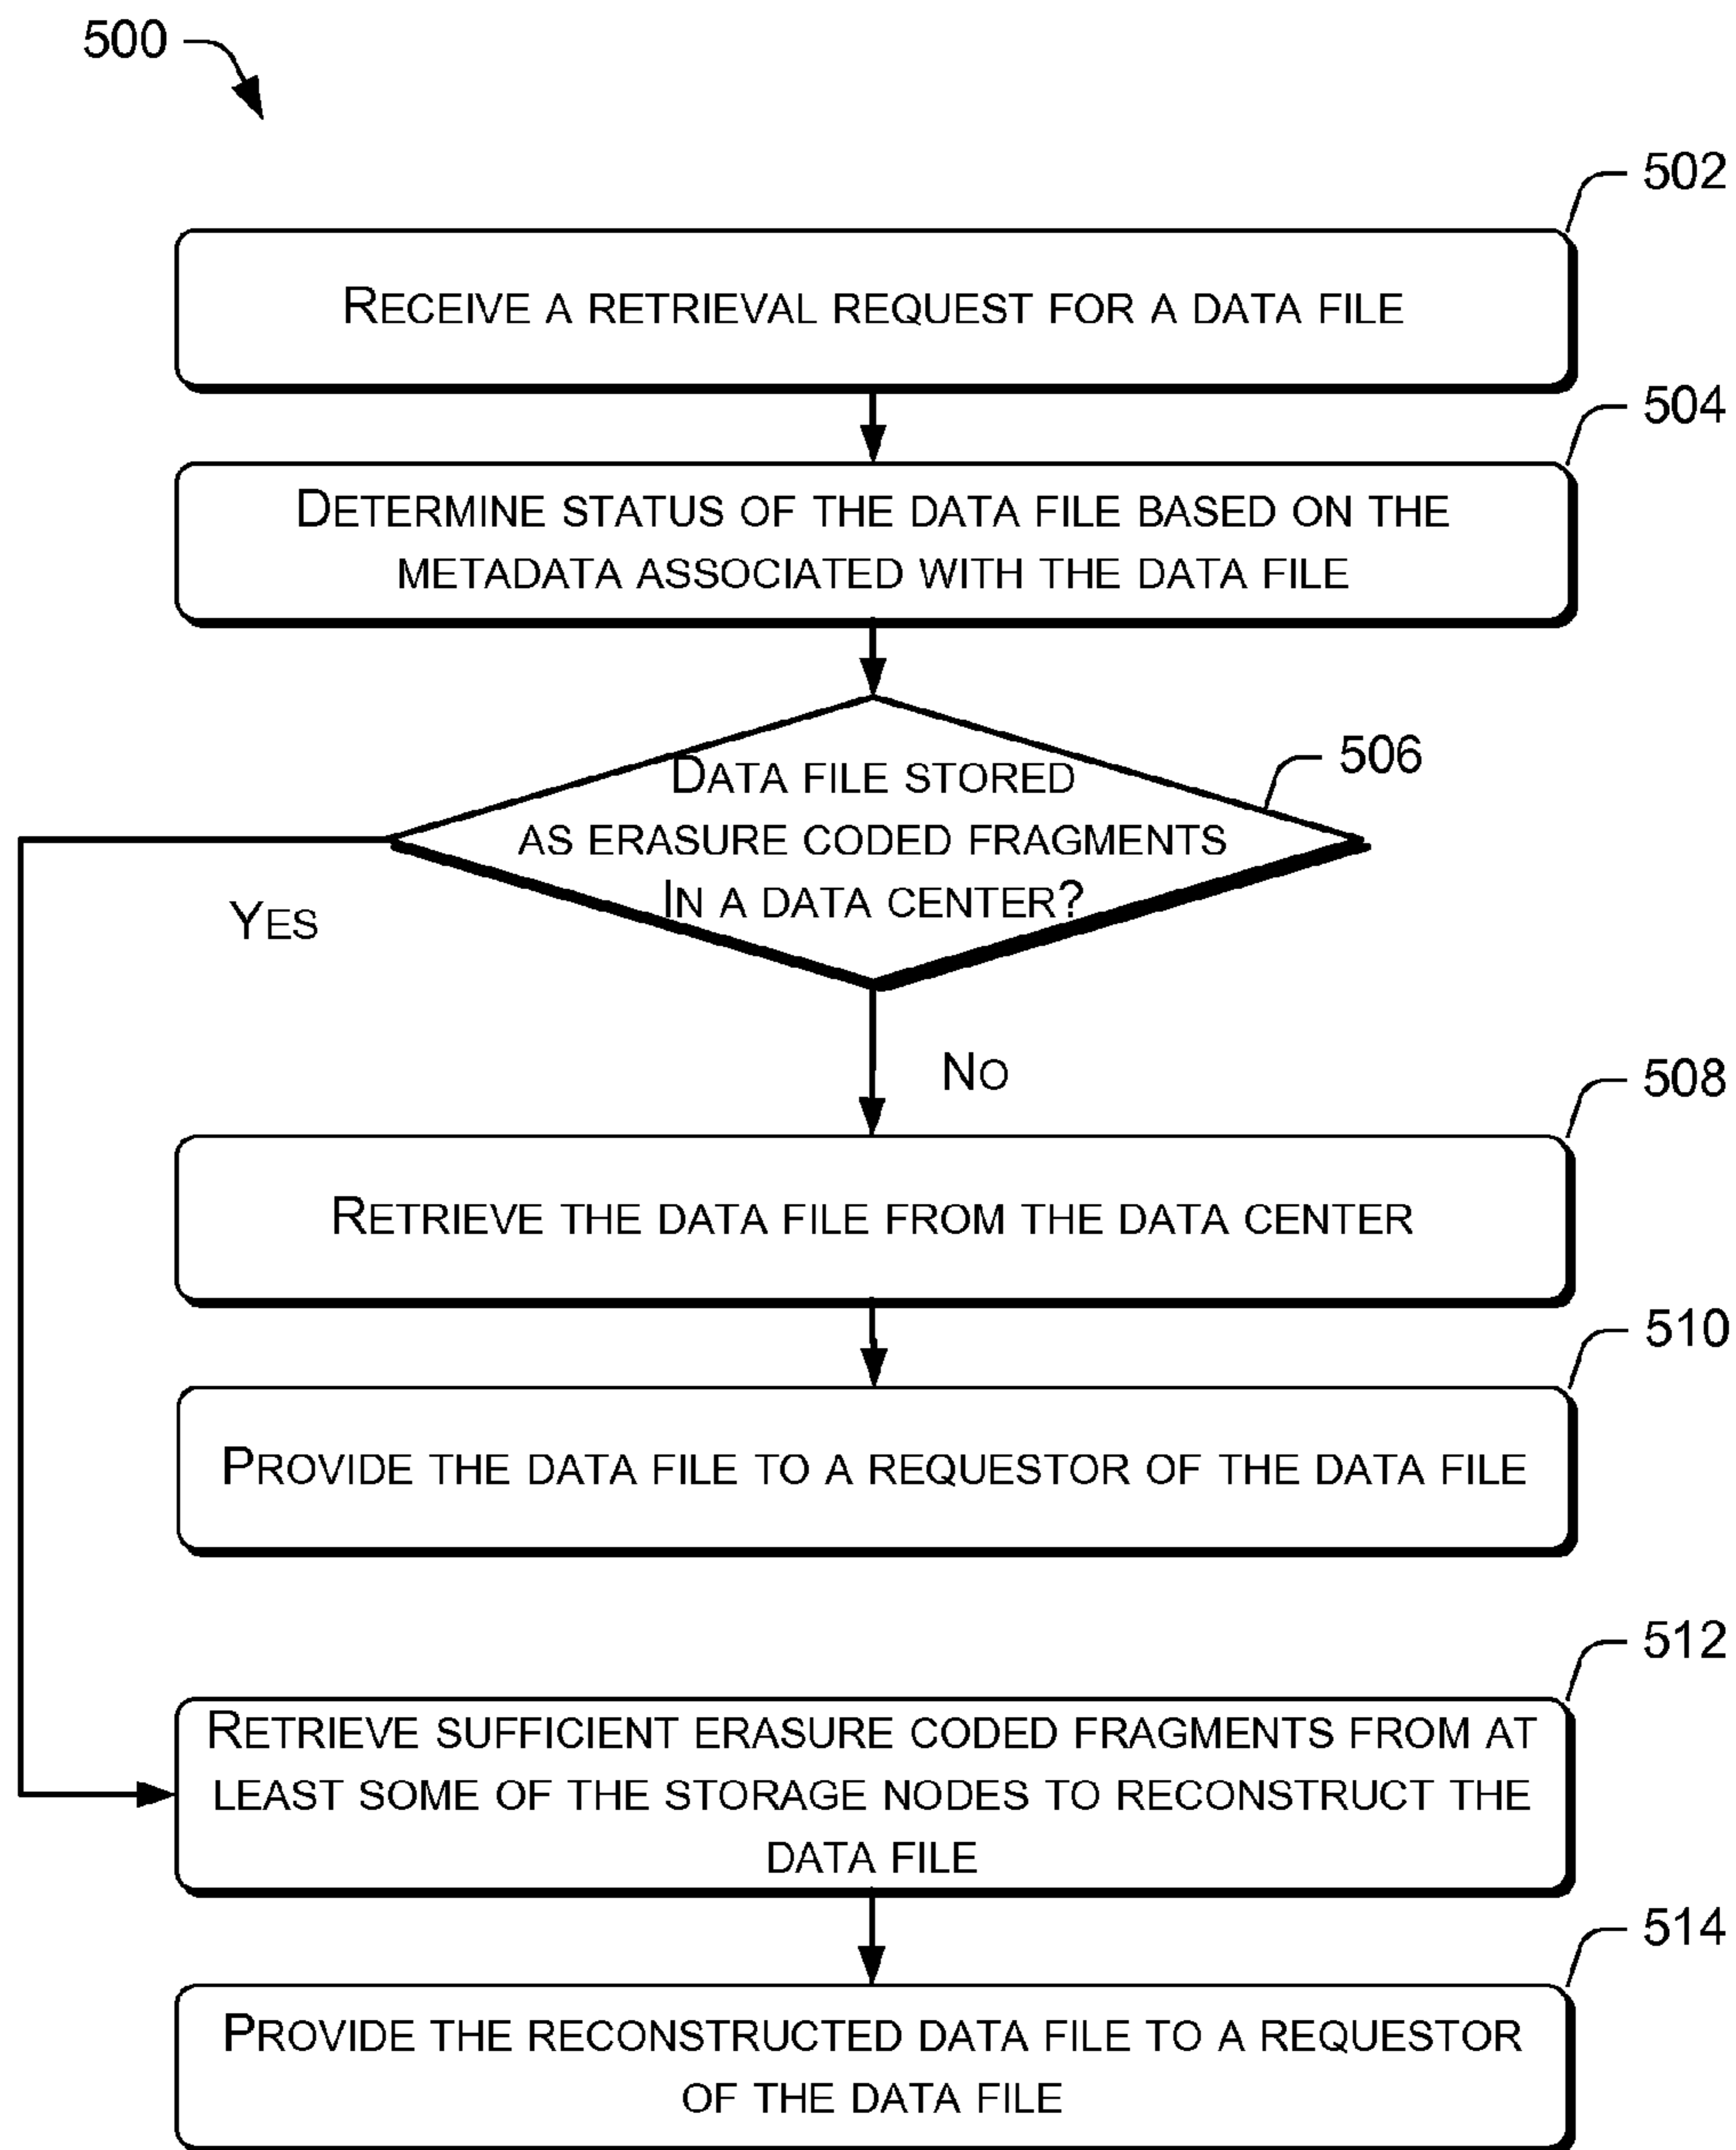 500
502
RECEIVE A RETRIEVAL REQUEST FOR A DATA FILE
504
DETERMINE STATUS OF THE DATA FILE BASED ON THE
METADATA ASSOCIATED WITH THE DATA FILE
506
DATA FILE STORED
AS ERASURE CODED FRAGMENTS
IN A DATA CENTER?
YES
NO
508
RETRIEVE THE DATA FILE FROM THE DATA CENTER
510
PROVIDE THE DATA FILE TO A REQUESTOR OF THE DATA FILE
512
RETRIEVE SUFFICIENT ERASURE CODED FRAGMENTS FROM AT
LEAST SOME OF THE STORAGE NODES TO RECONSTRUCT THE
DATA FILE
514
PROVIDE THE RECONSTRUCTED DATA FILE TO A REQUESTOR
OF THE DATA FILE